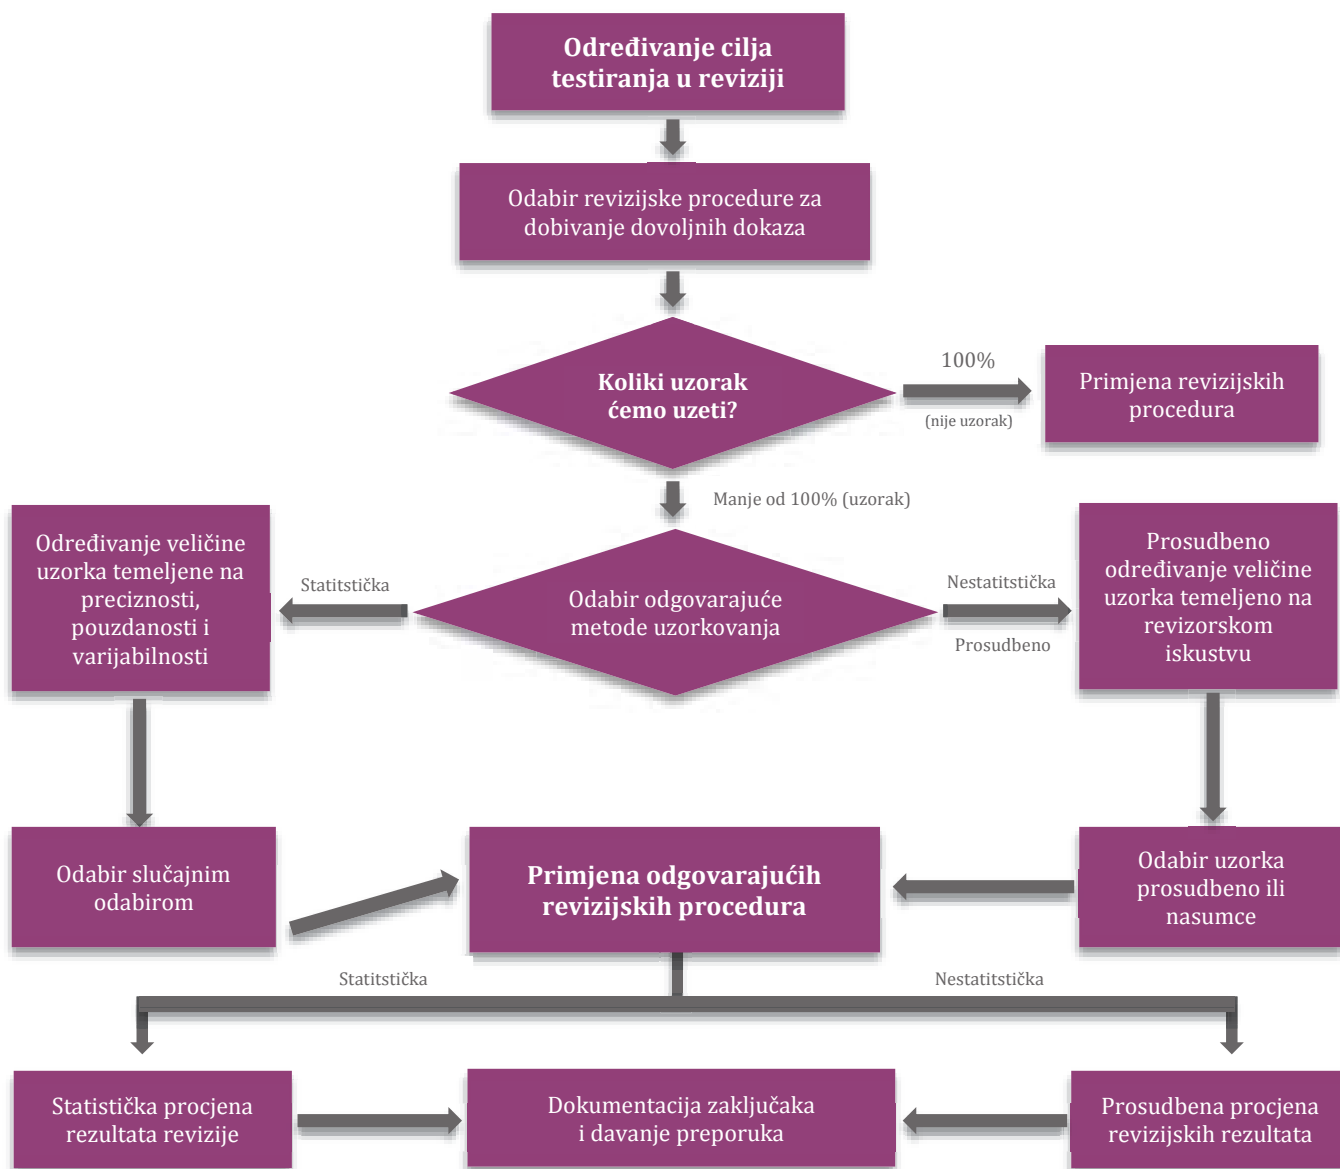 Određivanje cilja
testiranja u reviziji
Odabir revizijske procedure za
dobivanje dovoljnih dokaza
Koliki uzorak
ćemo uzeti?
100%
(nije uzorak)
Primjena revizijskih
procedura
Manje od 100% (uzorak)
Određivanje veličine
uzorka temeljene na
preciznosti,
pouzdanosti i
varijabilnosti
Statitstička
Odabir odgovarajuće
metode uzorkovanja
Nestatitstička
Prosudbeno
Prosudbeno
određivanje veličine
uzorka temeljeno na
revizorskom
iskustvu
Odabir slučajnim
odabirom
Primjena odgovarajućih
revizijskih procedura
Odabir uzorka
prosudbeno ili
nasumce
Statitstička
Nestatitstička
Statistička procjena
rezultata revizije
Dokumentacija zaključaka
i davanje preporuka
Prosudbena procjena
revizijskih rezultata